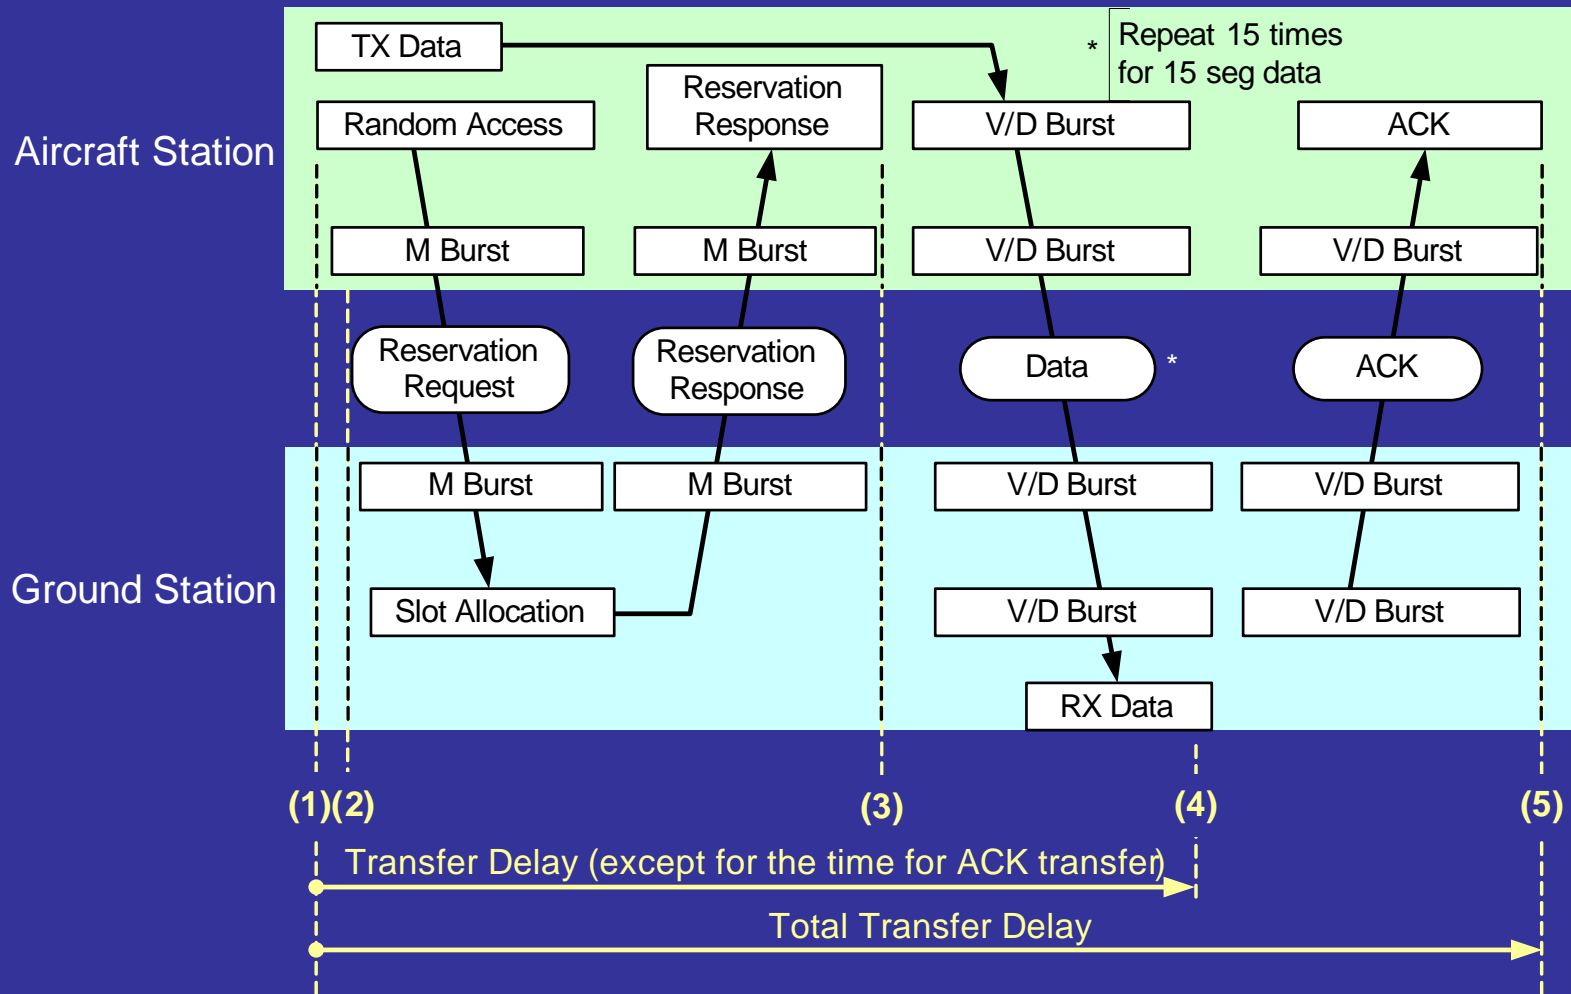 TX Data
*
Repeat 15 times
for 15 seg data
Reservation
Response
Random Access
V/D Burst
ACK
Aircraft Station
M Burst
M Burst
V/D Burst
V/D Burst
Reservation
Request
Reservation
Response
Data
*
ACK
M Burst
M Burst
V/D Burst
V/D Burst
Ground Station
Slot Allocation
V/D Burst
V/D Burst
RX Data
(1)(2)
(3)
(4)
(5)
Transfer Delay (except for the time for ACK transfer)
Total Transfer Delay